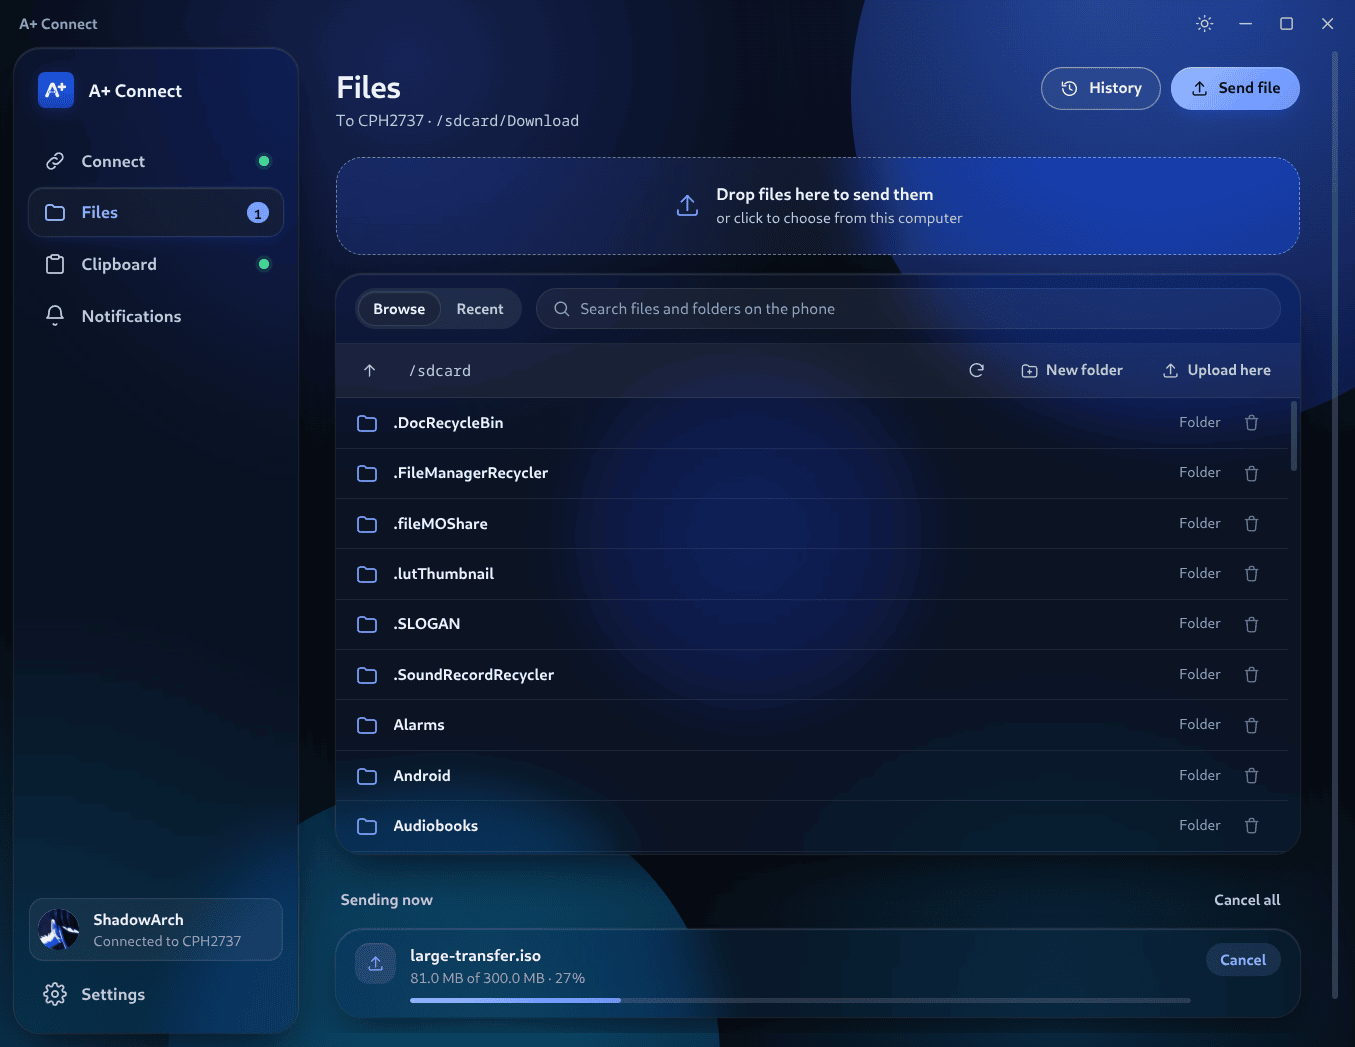 A+ Connect
A+ A+ Connect
Connect
Files 1
Clipboard
Notifications
ShadowArch
Connected to CPH2737
Settings
Files
To CPH2737 · /sdcard/Download
History
Send file
Drop files here to send them
or click to choose from this computer
Browse
Recent
Search files and folders on the phone
/sdcard
New folder
Upload here
.DocRecycleBin Folder
.FileManagerRecycler Folder
.fileMOShare Folder
.lutThumbnail Folder
.SLOGAN Folder
.SoundRecordRecycler Folder
Alarms Folder
Android Folder
Audiobooks Folder
Sending now
Cancel all
large-transfer.iso
81.0 MB of 300.0 MB · 27%
Cancel